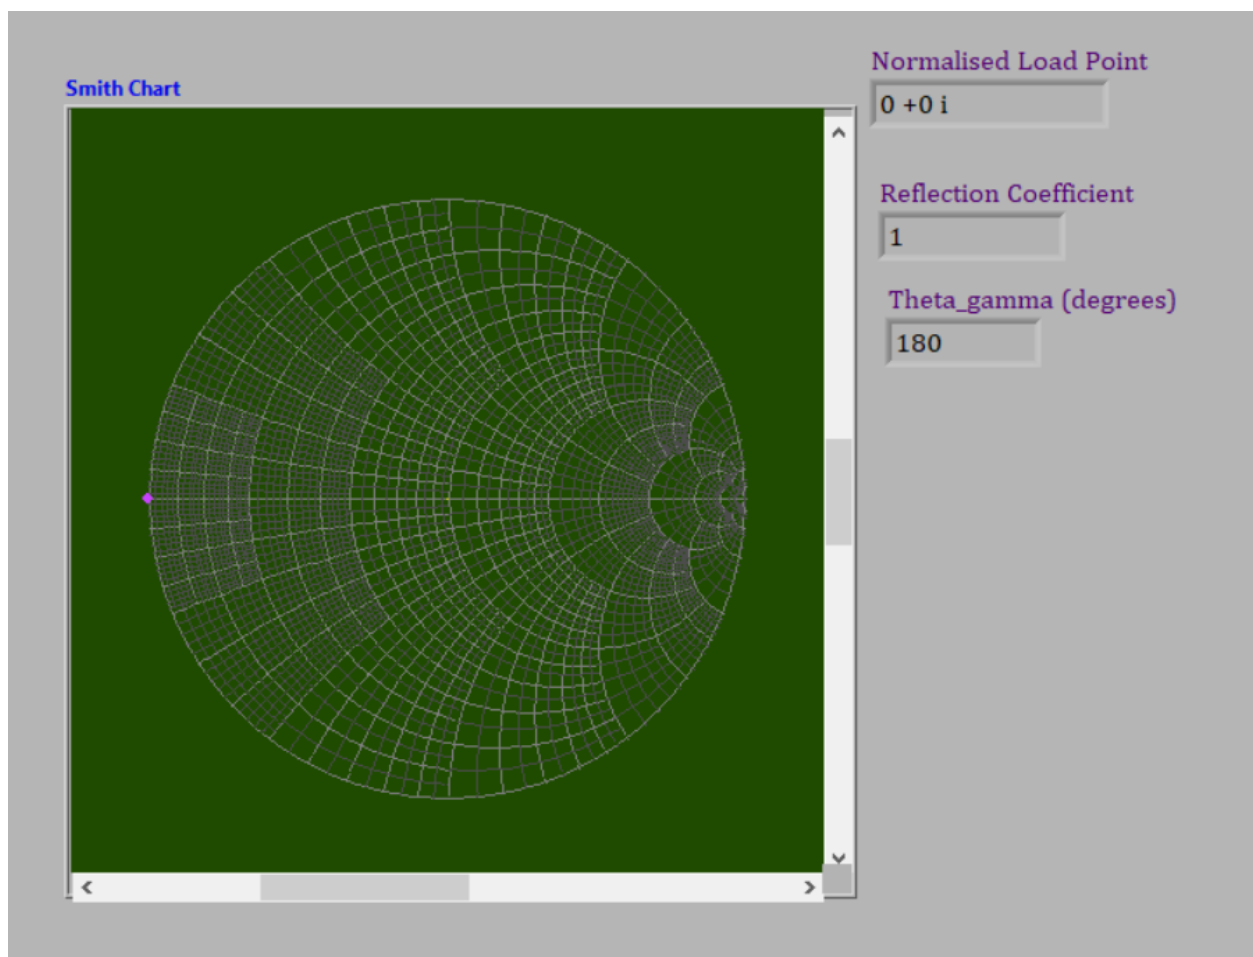 Smith Chart
Normalised Load Point
0 +0 i
Reflection Coefficient
1
Theta_gamma (degrees)
180